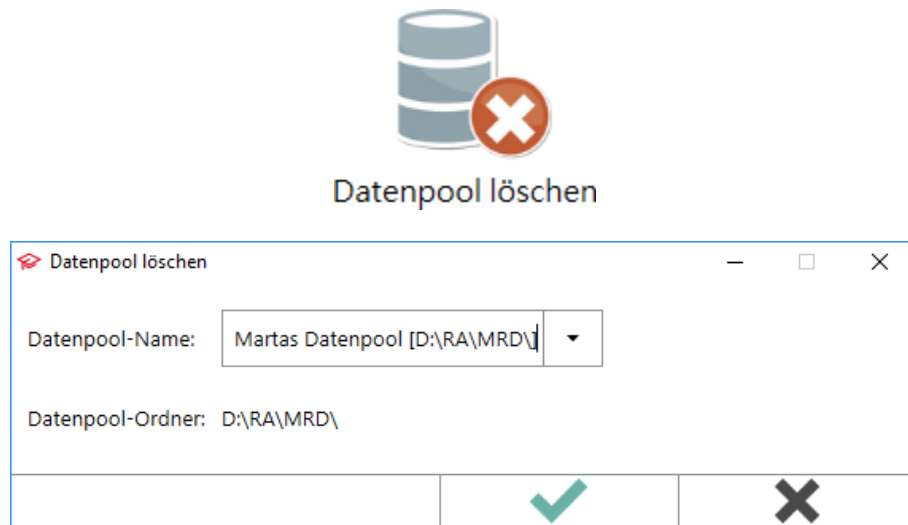 Datenpool löschen
Datenpool löschen
Datenpool-Name: Martas Datenpool [D:\RA\MRD\]
Datenpool-Ordner: D:\RA\MRD\